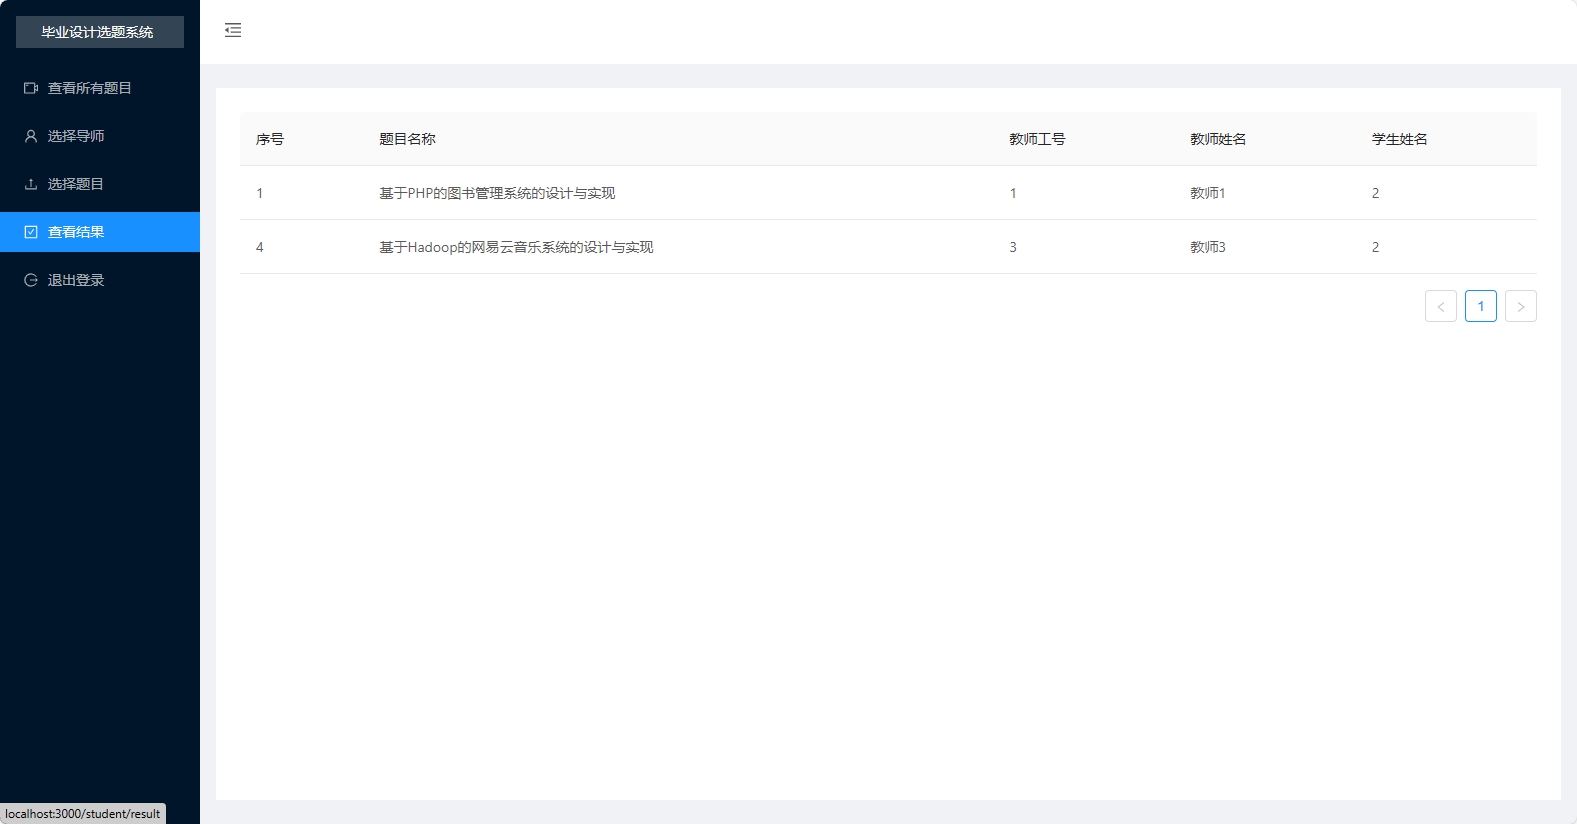 毕业设计选题系统
查看所有题目
选择导师
选择题目
查看结果
退出登录
序号 题目名称 教师工号 教师姓名 学生姓名
1 基于PHP的图书管理系统的设计与实现 1 教师1 2
4 基于Hadoop的网易云音乐系统的设计与实现 3 教师3 2
< 1 >
localhost:3000/student/result